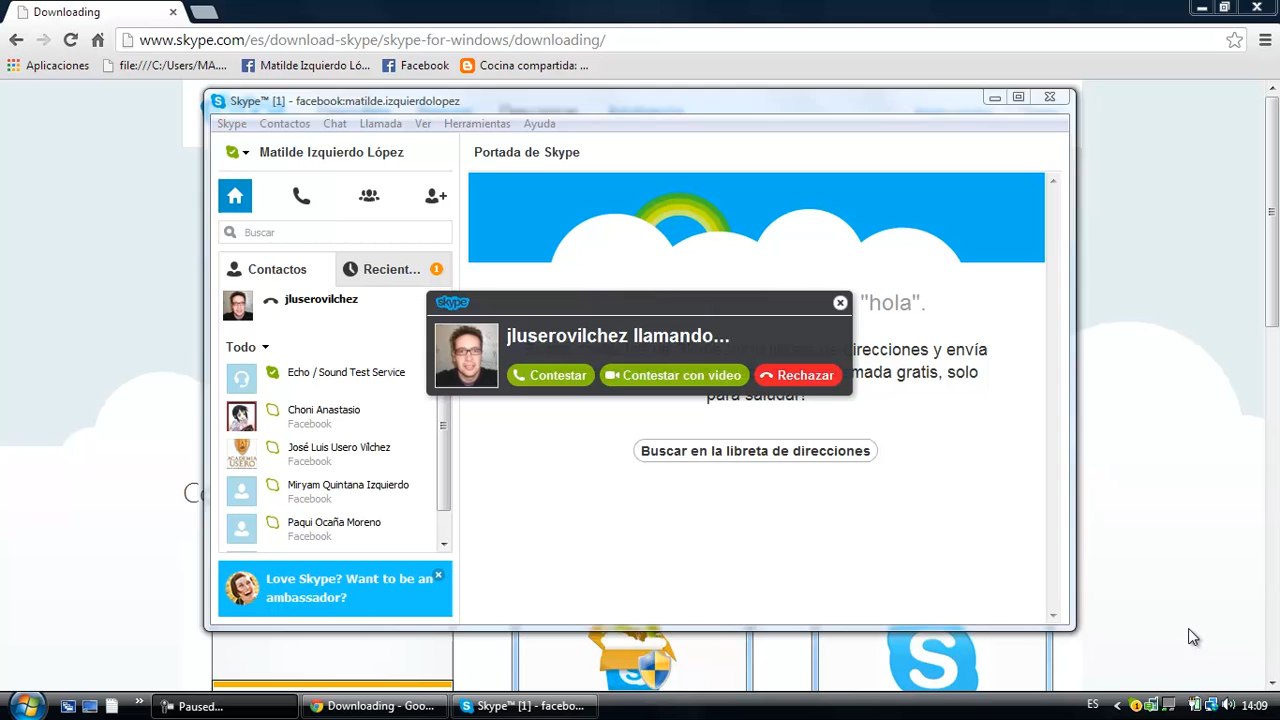 Downloading
www.skype.com/es/download-skype/skype-for-windows/downloading/
Aplicaciones
file:///C:/Users/MA....
Matilde Izquierdo Ló...
Facebook
Cocina compartida: ...
Skype™ [1] - facebook:matilde.izquierdolopez
Skype Contactos Chat Llamada Ver Herramientas Ayuda
Matilde Izquierdo López
Portada de Skype
Buscar
Contactos
Recient...
1
jluserovilchez
"hola".
skype
jluserovilchez llamando...
direcciones y envía
amada gratis, solo
para saludar!
Contestar
Contestar con video
Rechazar
Todo
Echo / Sound Test Service
Choni Anastasio
Facebook
ACADEMIA
USERO
José Luis Usero Vílchez
Facebook
Buscar en la libreta de direcciones
Miryam Quintana Izquierdo
Facebook
Paqui Ocaña Moreno
Facebook
Love Skype? Want to be an
ambassador?
Paused...
Downloading - Goo...
Skype™ [1] - facebo...
ES
14:09